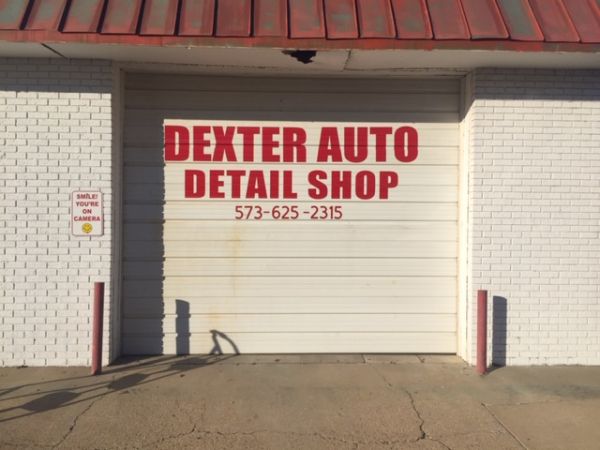 DEXTER AUTO
DETAIL SHOP
573-625-2315
SMILE!
YOU'RE
ON
CAMERA